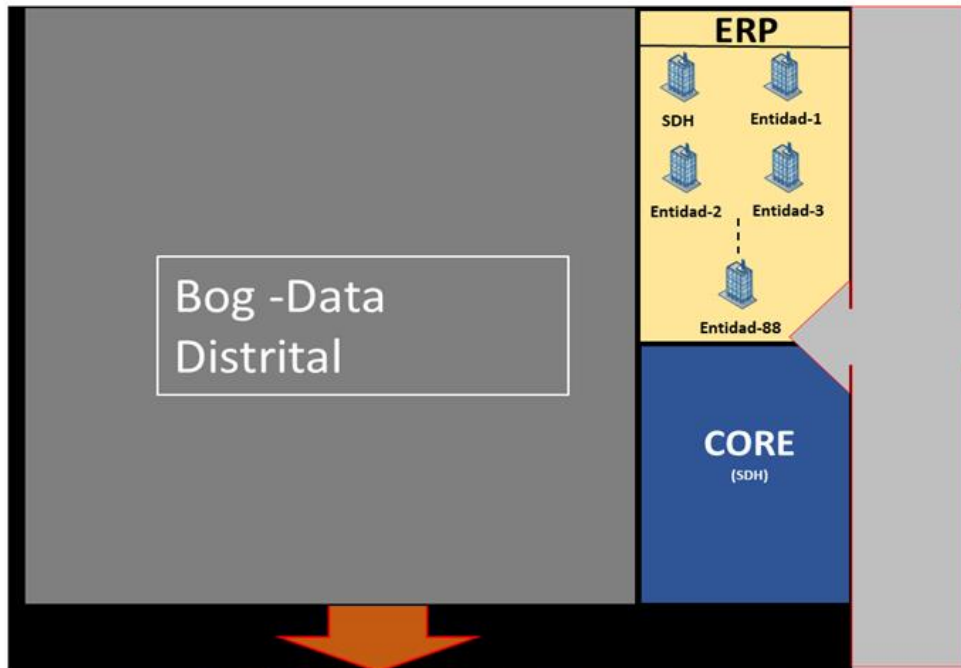 Bog -Data
Distrital
ERP
SDH
Entidad-1
Entidad-2
Entidad-3
Entidad-88
CORE
(SDH)